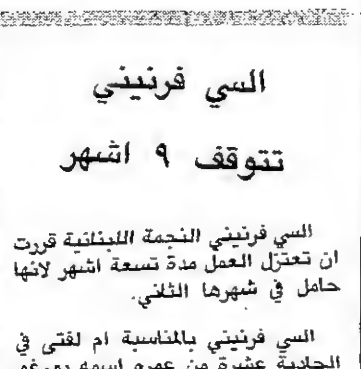 السي فرنيني
تتوقف ٩ اشهر
السي فرنيني النجمة اللبنانية قررت
ان تعتزل العمل مدة تسعة اشهر لانها
حامل في شهرها الثاني.
السي فرنيني بالمناسبة ام لفتى في
الحادية عشرة من عمره اسمه